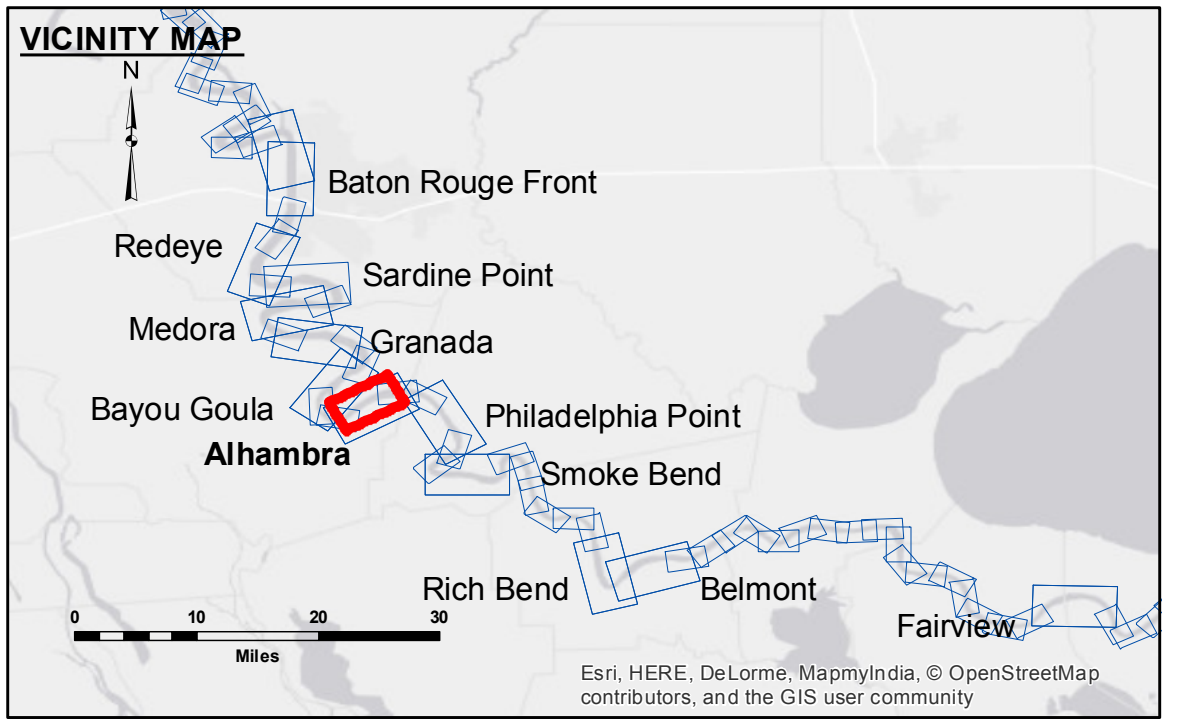 VICINITY MAP
N
Baton Rouge Front
Redeye
Sardine Point
Medora
Granada
Bayou Goula
Philadelphia Point
Alhambra
Smoke Bend
Rich Bend
Belmont
Fairview
0 10 20 30
Miles
Esri, HERE, DeLorme, MapmyIndia, © OpenStreetMap
contributors, and the GIS user community